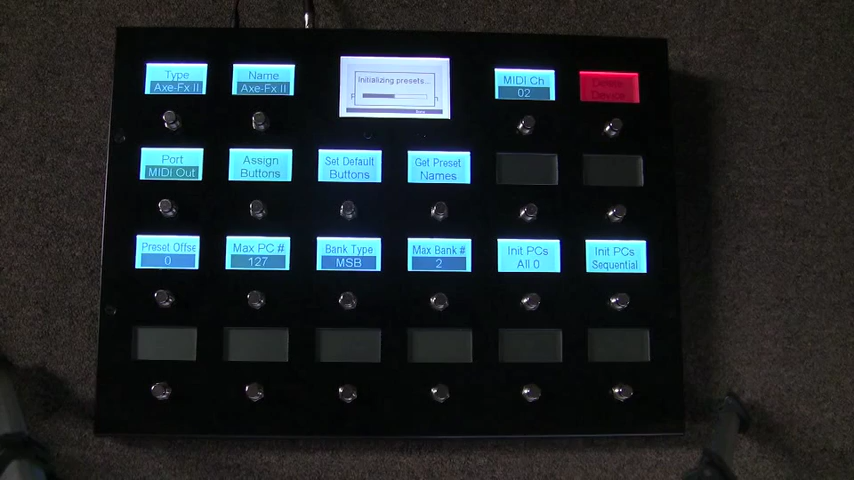 Type
Axe-Fx II
Name
Axe-Fx II
Initializing presets...
MIDI Ch
02
Delete
Device
Port
MIDI Out
Assign
Buttons
Set Default
Buttons
Get Preset
Names
Preset Offse
0
Max PC #
127
Bank Type
MSB
Max Bank #
2
Init PCs
All 0
Init PCs
Sequential